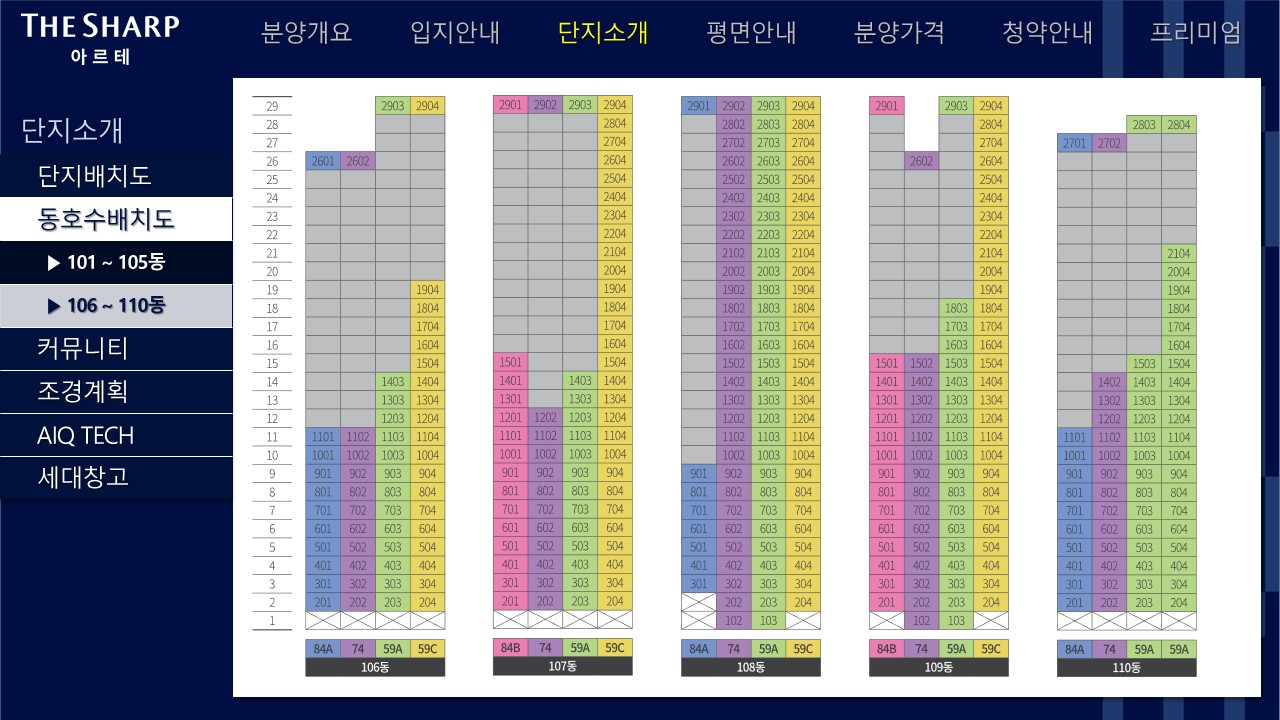 THE SHARP
아르테
분양개요 입지안내 단지소개 평면안내 분양가격 청약안내 프리미엄
단지소개
단지배치도
동호수배치도
▶ 101 ~ 105동
▶ 106 ~ 110동
커뮤니티
조경계획
AIQ TECH
세대창고
29 2903 2904 2901 2902 2903 2904 2901 2902 2903 2904 2901 2903 2904
28 2804 2802 2803 2804 2804 2803 2804
27 2704 2702 2703 2704 2704 2701 2702
26 2601 2602 2604 2602 2603 2604 2602 2604
25 2504 2502 2503 2504 2504
24 2404 2402 2403 2404 2404
23 2304 2302 2303 2304 2304
22 2204 2202 2203 2204 2204
21 2104 2102 2103 2104 2104 2104
20 2004 2002 2003 2004 2004 2004
19 1904 1904 1902 1903 1904 1904 1904
18 1804 1804 1802 1803 1804 1803 1804 1804
17 1704 1704 1702 1703 1704 1703 1704 1704
16 1604 1604 1602 1603 1604 1603 1604 1604
15 1504 1501 1504 1502 1503 1504 1501 1502 1503 1504 1503 1504
14 1403 1404 1401 1403 1404 1402 1403 1404 1401 1402 1403 1404 1402 1403 1404
13 1303 1304 1301 1303 1304 1302 1303 1304 1301 1302 1303 1304 1302 1303 1304
12 1203 1204 1201 1202 1203 1204 1202 1203 1204 1201 1202 1203 1204 1202 1203 1204
11 1101 1102 1103 1104 1101 1102 1103 1104 1102 1103 1104 1101 1102 1103 1104 1101 1102 1103 1104
10 1001 1002 1003 1004 1001 1002 1003 1004 1002 1003 1004 1001 1002 1003 1004 1001 1002 1003 1004
9 901 902 903 904 901 902 903 904 901 902 903 904 901 902 903 904 901 902 903 904
8 801 802 803 804 801 802 803 804 801 802 803 804 801 802 803 804 801 802 803 804
7 701 702 703 704 701 702 703 704 701 702 703 704 701 702 703 704 701 702 703 704
6 601 602 603 604 601 602 603 604 601 602 603 604 601 602 603 604 601 602 603 604
5 501 502 503 504 501 502 503 504 501 502 503 504 501 502 503 504 501 502 503 504
4 401 402 403 404 401 402 403 404 401 402 403 404 401 402 403 404 401 402 403 404
3 301 302 303 304 301 302 303 304 301 302 303 304 301 302 303 304 301 302 303 304
2 201 202 203 204 201 202 203 204 202 203 204 201 202 203 204 201 202 203 204
1 102 103 102 103
84A 74 59A 59C 84B 74 59A 59C 84A 74 59A 59C 84B 74 59A 59C 84A 74 59A 59A
106동 107동 108동 109동 110동